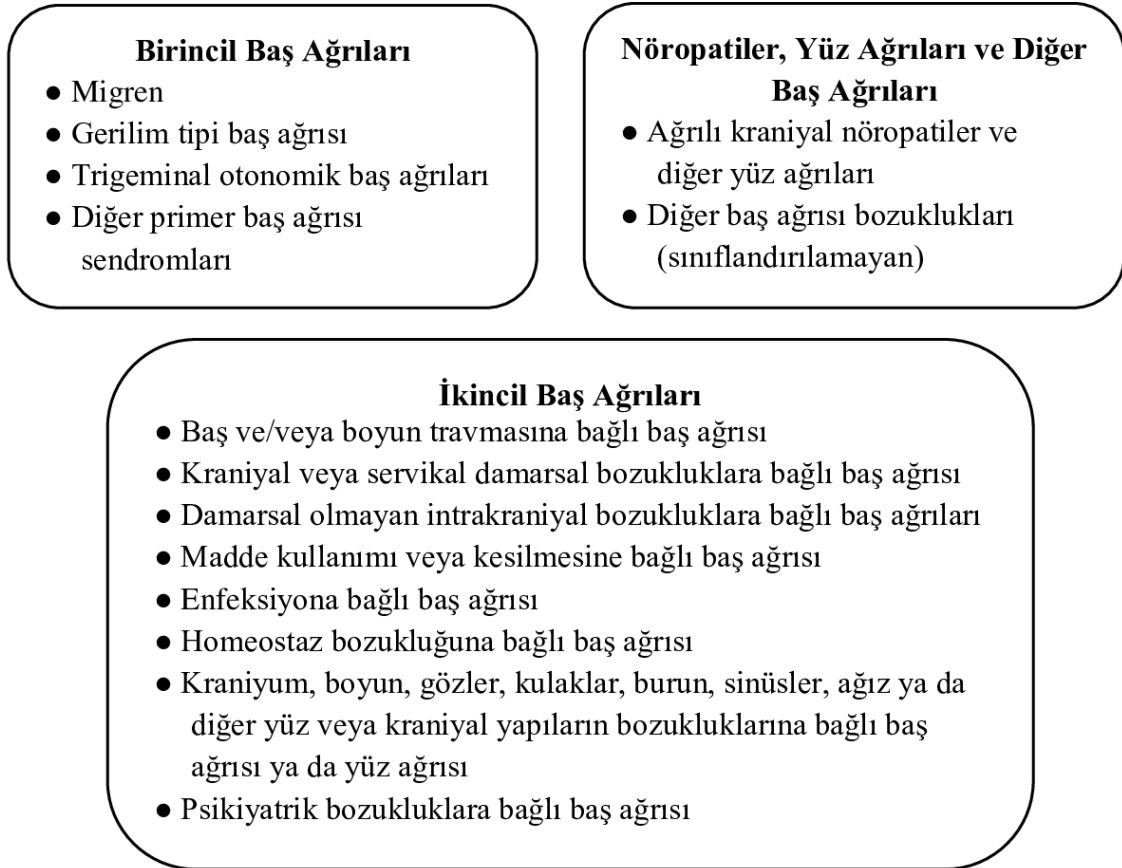 Birincil Baş Ağrıları
● Migren
● Gerilim tipi baş ağrısı
● Trigeminal otonomik baş ağrıları
● Diğer primer baş ağrısı
sendromları
Nöropatiler, Yüz Ağrıları ve Diğer
Baş Ağrıları
● Ağrılı kraniyal nöropatiler ve
diğer yüz ağrıları
● Diğer baş ağrısı bozuklukları
(sınıflandırılamayan)
İkincil Baş Ağrıları
● Baş ve/veya boyun travmasına bağlı baş ağrısı
● Kraniyal veya servikal damarsal bozukluklara bağlı baş ağrısı
● Damarsal olmayan intrakraniyal bozukluklara bağlı baş ağrıları
● Madde kullanımı veya kesilmesine bağlı baş ağrısı
● Enfeksiyona bağlı baş ağrısı
● Homeostaz bozukluğuna bağlı baş ağrısı
● Kraniyum, boyun, gözler, kulaklar, burun, sinüsler, ağız ya da
diğer yüz veya kraniyal yapıların bozukluklarına bağlı baş
ağrısı ya da yüz ağrısı
● Psikiyatrik bozukluklara bağlı baş ağrısı